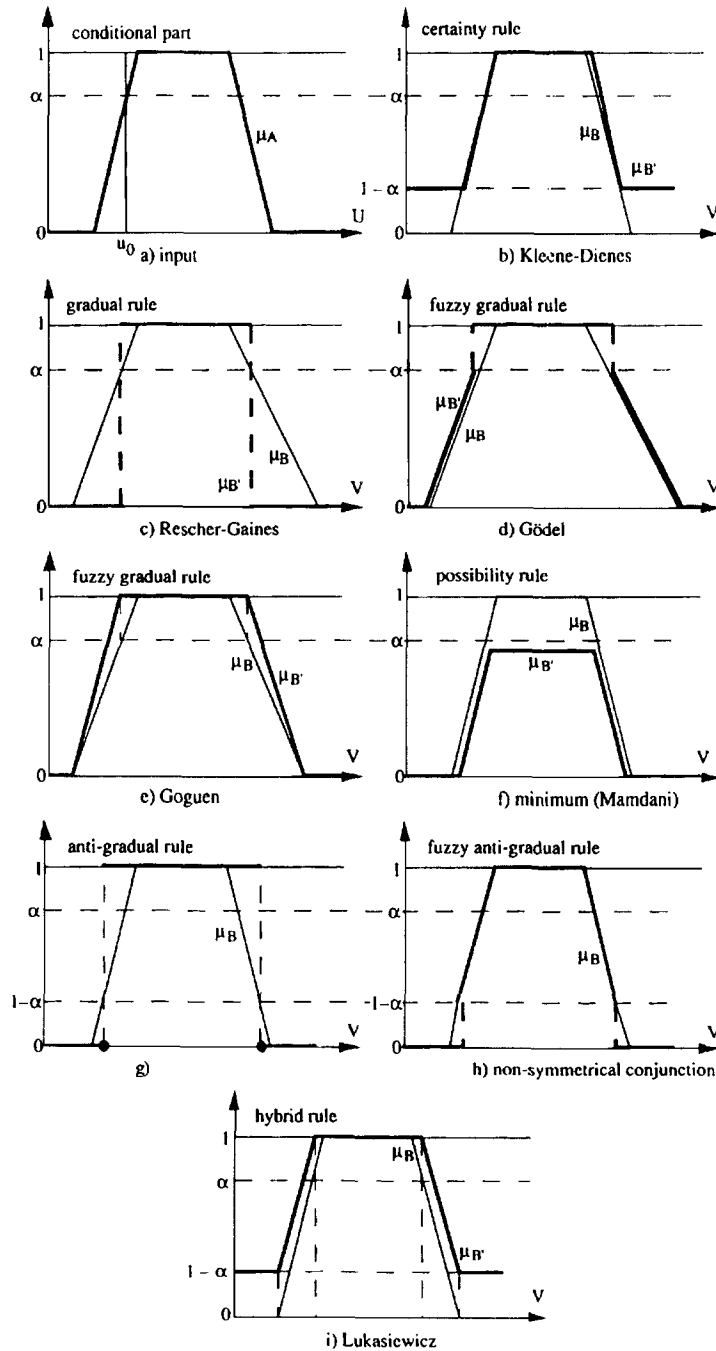 U
conditional part
1
α
μA
0
U
u0
a) input
V
certainty rule
1
α
μB
μB'
1 – α
0
V
b) Kleene-Dienes
gradual rule
1
α
μB
μB'
V
0
c) Rescher-Gaines
fuzzy gradual rule
1
α
μB'
μB
V
0
d) Gödel
fuzzy gradual rule
1
α
μB
μB'
V
0
e) Goguen
possibility rule
1
α
μB
μB'
V
0
f) minimum (Mamdani)
anti-gradual rule
1
α
μB
1–α
V
0
g)
fuzzy anti-gradual rule
1
α
μB
1–α
V
0
h) non-symmetrical conjunction
hybrid rule
1
μB
α
μB'
1 – α
V
0
i) Lukasiewicz